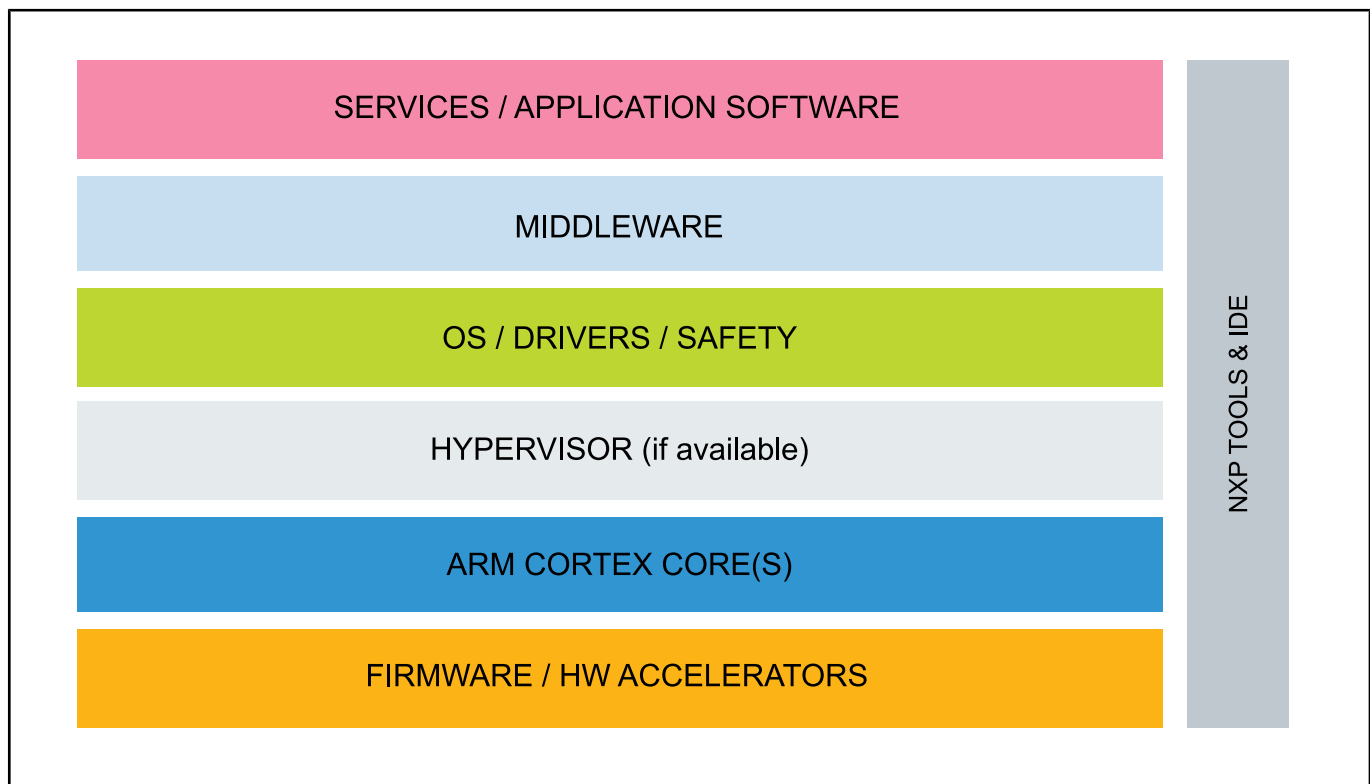 SERVICES / APPLICATION SOFTWARE
MIDDLEWARE
OS / DRIVERS / SAFETY
HYPERVISOR (if available)
ARM CORTEX CORE(S)
FIRMWARE / HW ACCELERATORS
NXP TOOLS & IDE